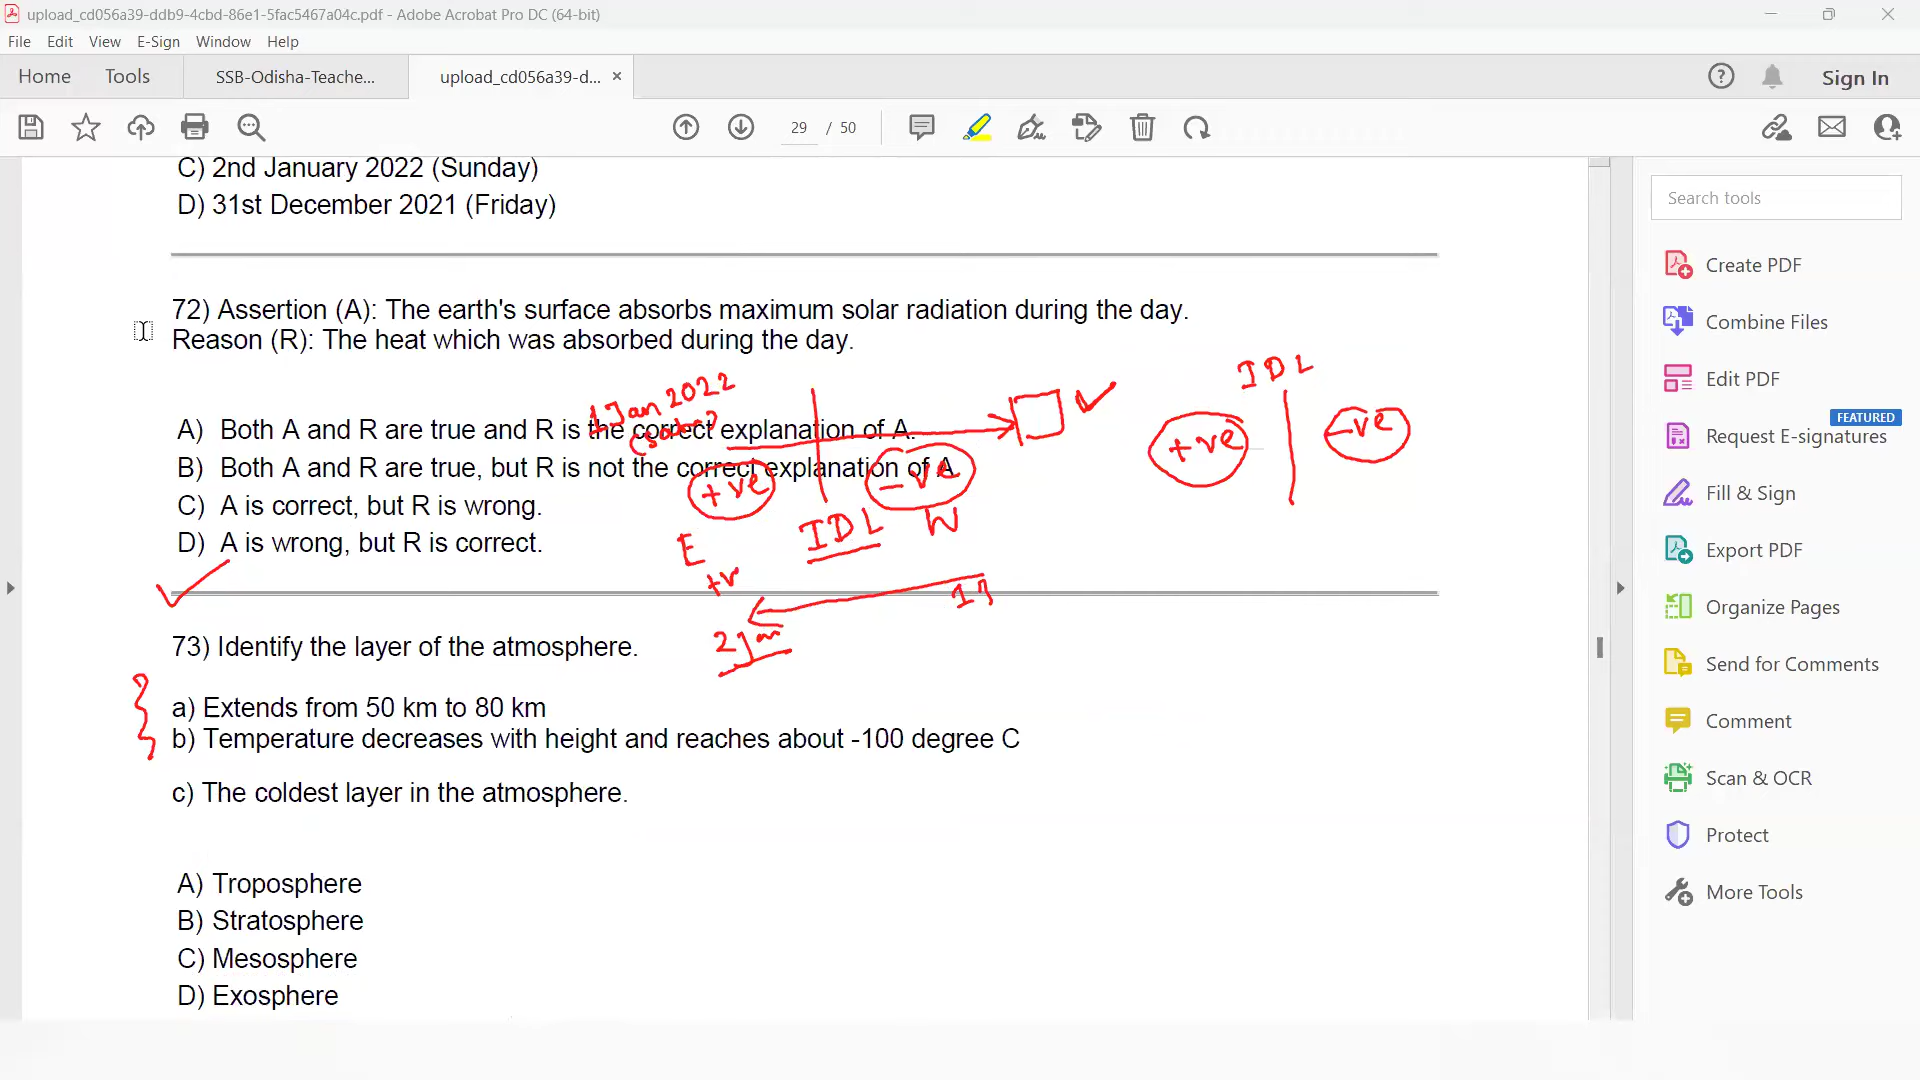 upload_cd056a39-ddb9-4cbd-86e1-5fac5467a04c.pdf - Adobe Acrobat Pro DC (64-bit)
File Edit View E-Sign Window Help
Home Tools SSB-Odisha-Teache... upload_cd056a39-d... × Sign In
29 / 50
C) 2nd January 2022 (Sunday)
D) 31st December 2021 (Friday)
72) Assertion (A): The earth's surface absorbs maximum solar radiation during the day.
Reason (R): The heat which was absorbed during the day.
IDL
1 Jan 2022
A) Both A and R are true and R is the correct explanation of A.
+ve -ve
B) Both A and R are true, but R is not the correct explanation of A
+ve -ve
C) A is correct, but R is wrong.
IDL W
D) A is wrong, but R is correct.
E
+v
2 Jan
73) Identify the layer of the atmosphere.
a) Extends from 50 km to 80 km
b) Temperature decreases with height and reaches about -100 degree C
c) The coldest layer in the atmosphere.
A) Troposphere
B) Stratosphere
C) Mesosphere
D) Exosphere
Search tools
Create PDF
Combine Files
Edit PDF
FEATURED
Request E-signatures
Fill & Sign
Export PDF
Organize Pages
Send for Comments
Comment
Scan & OCR
Protect
More Tools